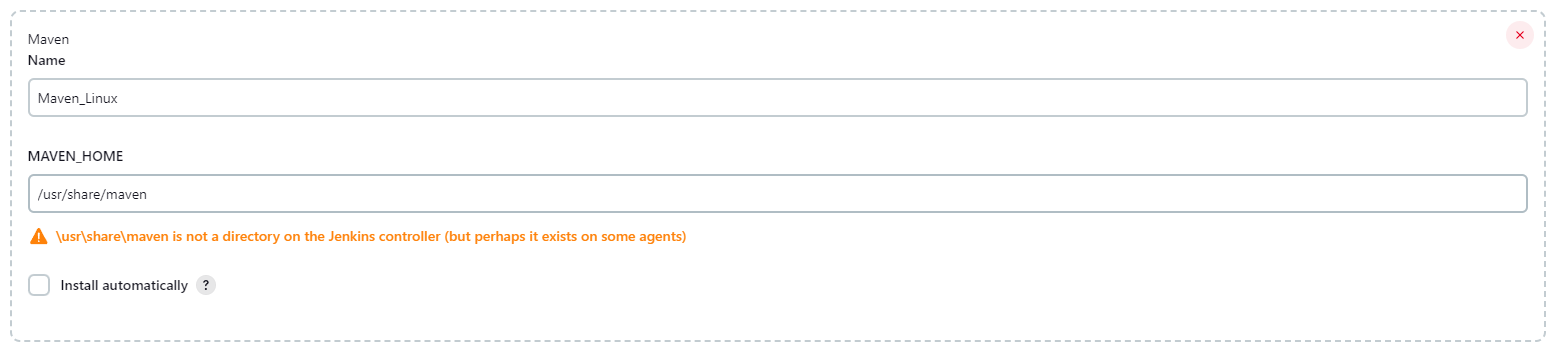 Maven
Name
Maven_Linux
MAVEN_HOME
/usr/share/maven
\usr\share\maven is not a directory on the Jenkins controller (but perhaps it exists on some agents)
Install automatically ?